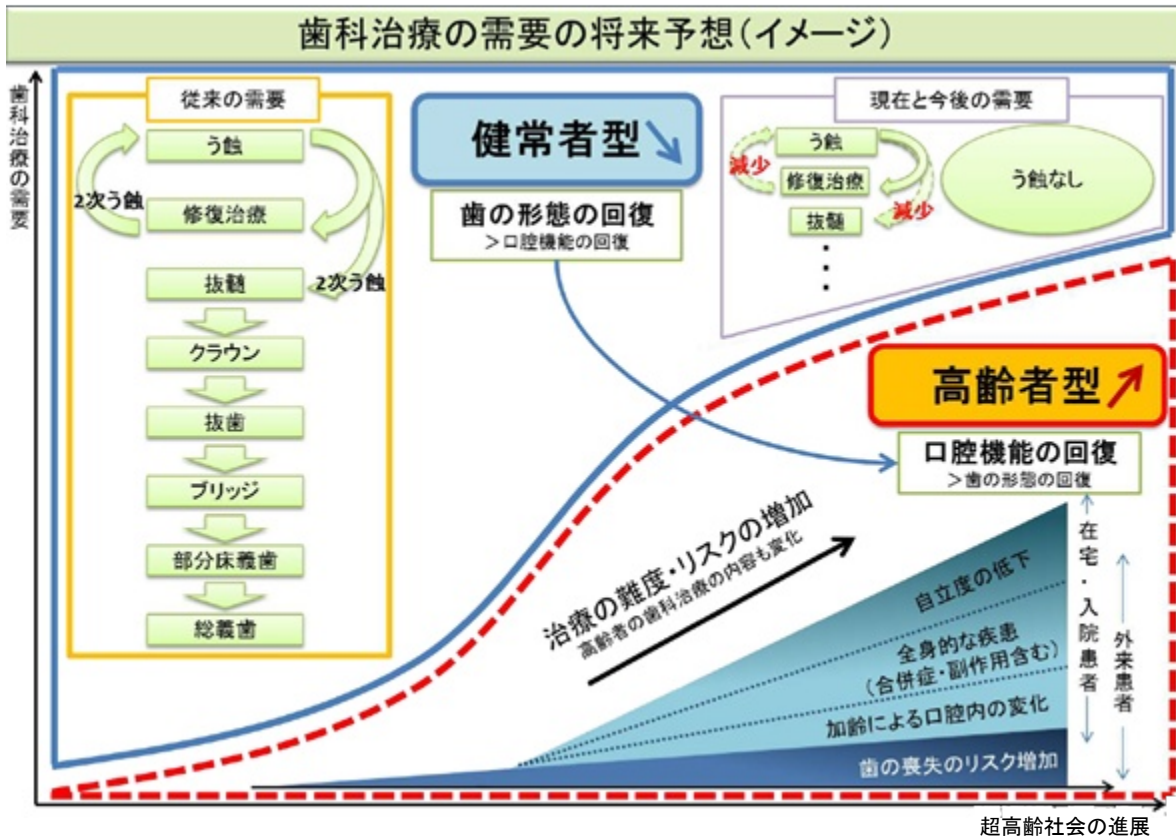 歯科治療の需要の将来予想(イメージ)
歯科治療の需要
従来の需要
う蝕
2次う蝕
修復治療
2次う蝕
抜髄
クラウン
抜歯
ブリッジ
部分床義歯
総義歯
健常者型
歯の形態の回復
>口腔機能の回復
現在と今後の需要
う蝕
減少
修復治療
減少
抜髄
う蝕なし
高齢者型
口腔機能の回復
>歯の形態の回復
治療の難度・リスクの増加
高齢者の歯科治療の内容も変化
自立度の低下
全身的な疾患
(合併症・副作用含む)
加齢による口腔内の変化
歯の喪失のリスク増加
在宅・入院患者
外来患者
超高齢社会の進展